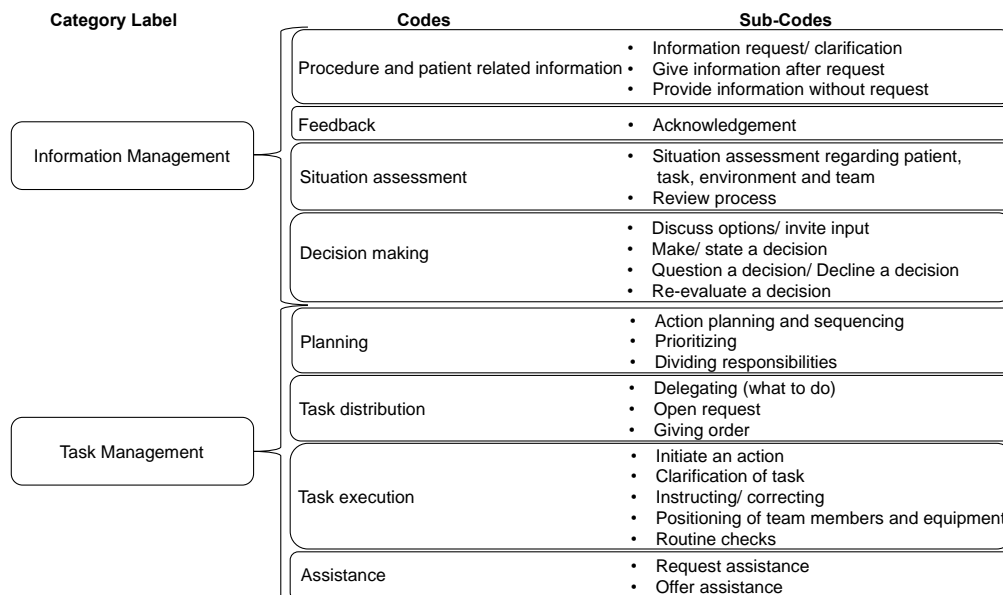 Category Label Codes Sub-Codes
Procedure and patient related information
• Information request/ clarification
• Give information after request
• Provide information without request
Information Management
Feedback
• Acknowledgement
Situation assessment
• Situation assessment regarding patient,
task, environment and team
• Review process
Decision making
• Discuss options/ invite input
• Make/ state a decision
• Question a decision/ Decline a decision
• Re-evaluate a decision
Task Management
Planning
• Action planning and sequencing
• Prioritizing
• Dividing responsibilities
Task distribution
• Delegating (what to do)
• Open request
• Giving order
Task execution
• Initiate an action
• Clarification of task
• Instructing/ correcting
• Positioning of team members and equipment
• Routine checks
Assistance
• Request assistance
• Offer assistance